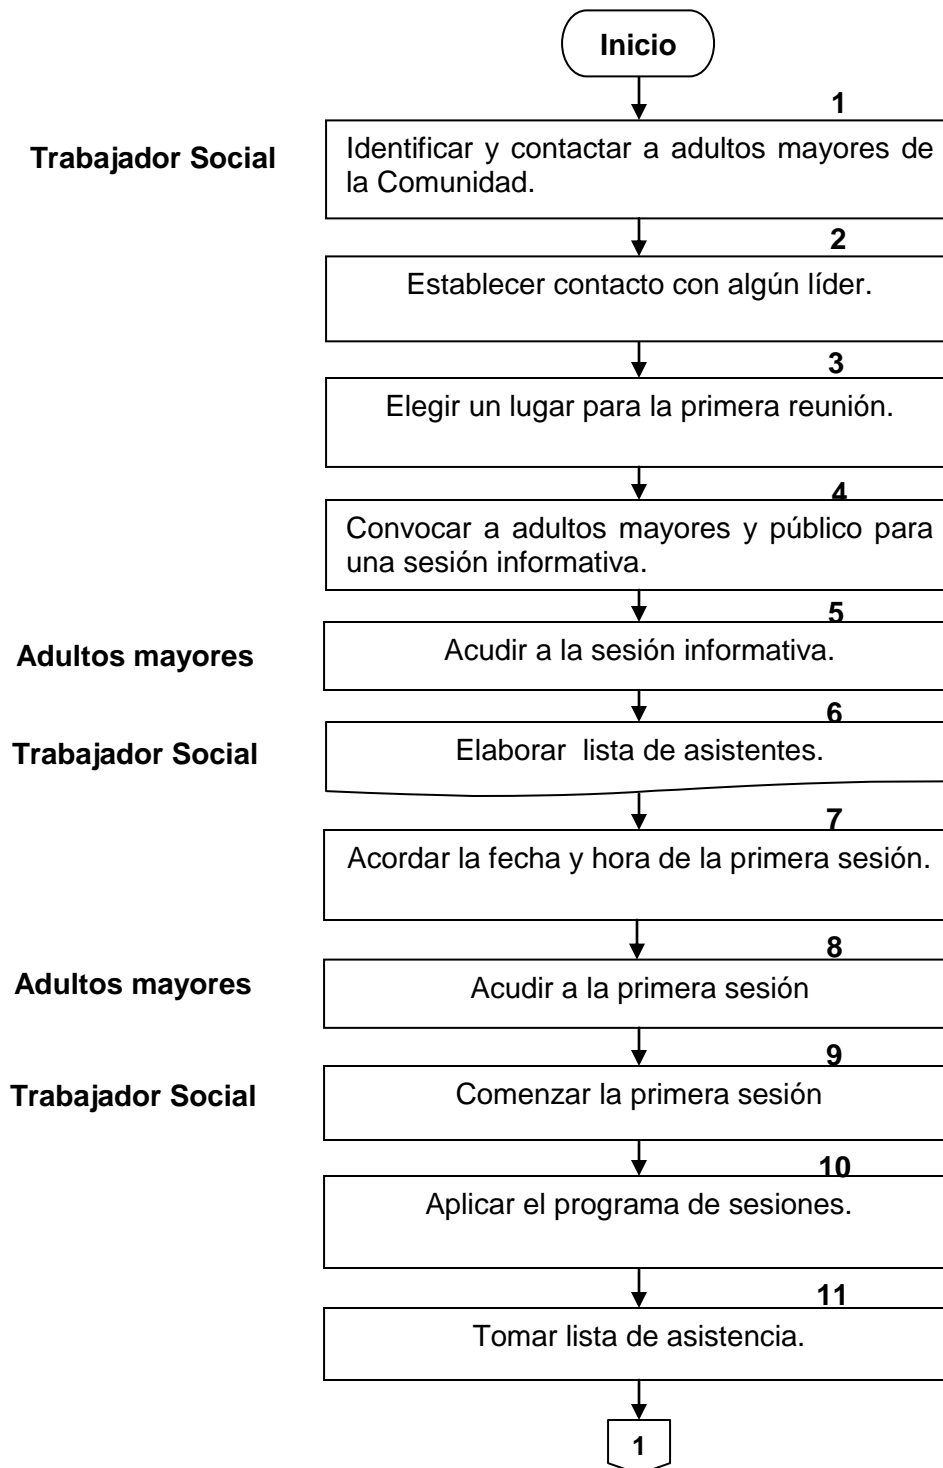 Inicio
1
Trabajador Social
Identificar y contactar a adultos mayores de
la Comunidad.
2
Establecer contacto con algún líder.
3
Elegir un lugar para la primera reunión.
4
Convocar a adultos mayores y público para
una sesión informativa.
5
Adultos mayores
Acudir a la sesión informativa.
6
Trabajador Social
Elaborar lista de asistentes.
7
Acordar la fecha y hora de la primera sesión.
8
Adultos mayores
Acudir a la primera sesión
9
Trabajador Social
Comenzar la primera sesión
10
Aplicar el programa de sesiones.
11
Tomar lista de asistencia.
1